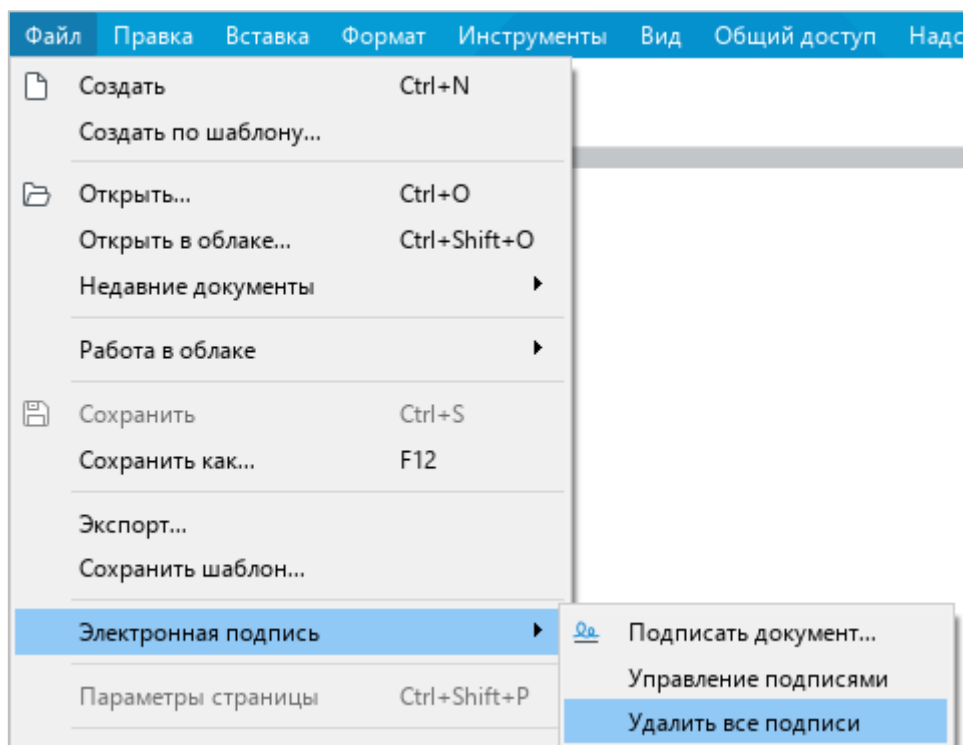 Файл Правка Вставка Формат Инструменты Вид Общий доступ
Создать Ctrl+N
Создать по шаблону...
Открыть... Ctrl+O
Открыть в облаке... Ctrl+Shift+O
Недавние документы
Работа в облаке
Сохранить Ctrl+S
Сохранить как... F12
Экспорт...
Сохранить шаблон...
Электронная подпись Подписать документ...
Управление подписями
Параметры страницы Ctrl+Shift+P
Удалить все подписи